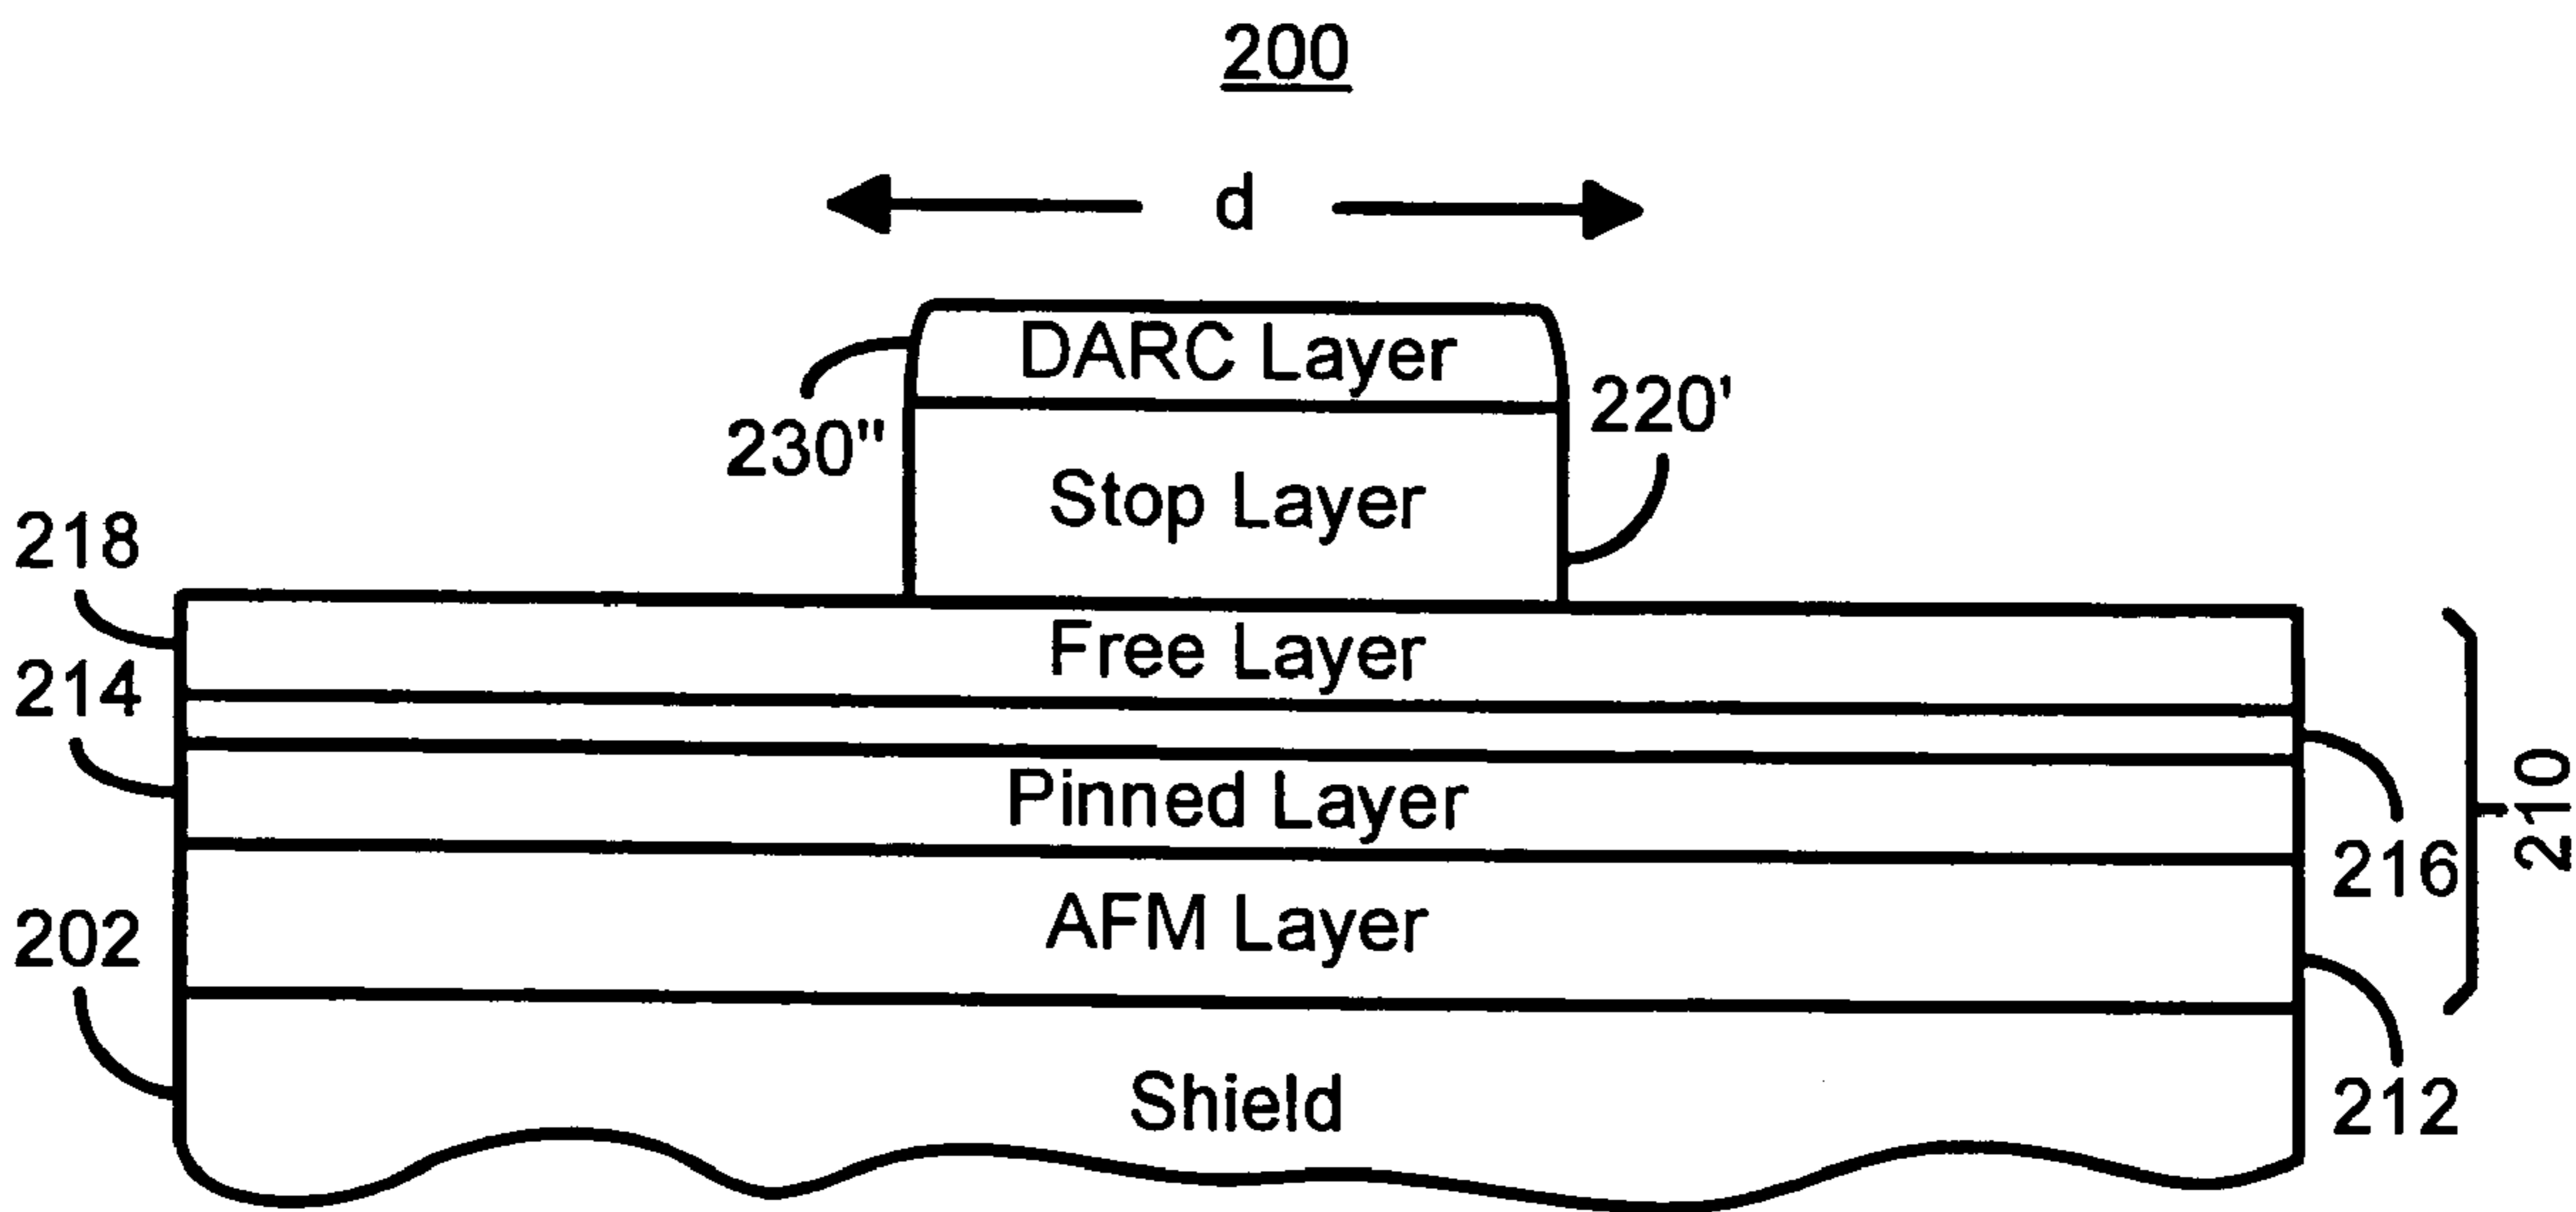 200
d
DARC Layer
230"
220'
Stop Layer
218
Free Layer
214
Pinned Layer
216
210
AFM Layer
202
212
Shield